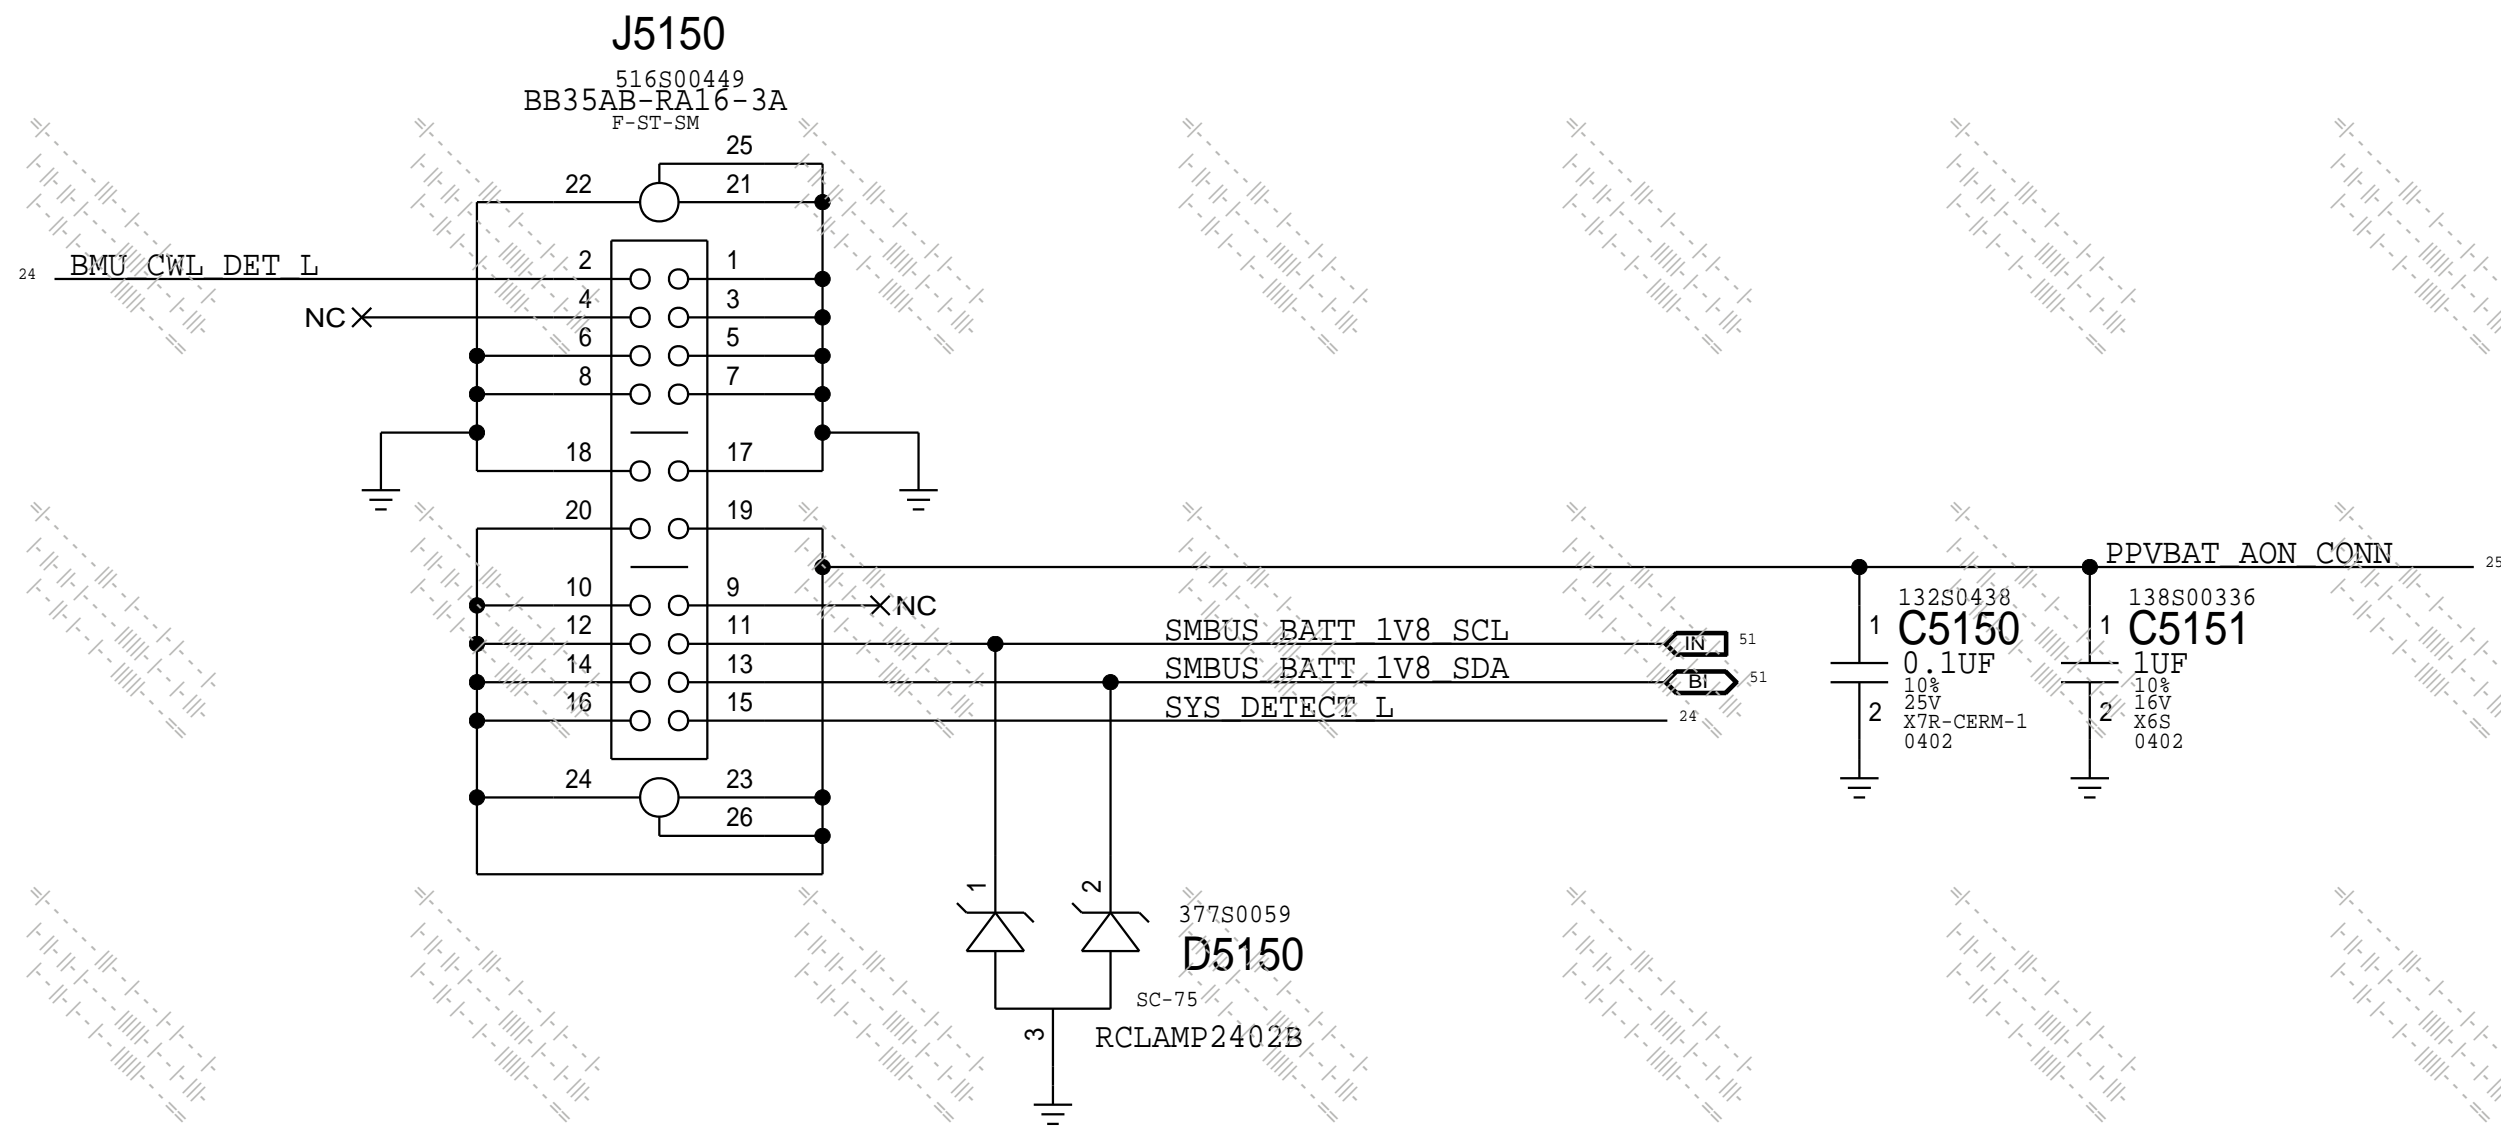 J5150
516S00449
BB35AB-RA16-3A
F-ST-SM
25
22 21
24 BMU_CWL_DET_L 2 1
NC 4 3
6 5
8 7
18 17
20 19
PPVBAT_AON_CONN 25
10 9 NC
12 11 SMBUS_BATT_1V8_SCL IN 51
14 13 SMBUS_BATT_1V8_SDA BI 51
16 15 SYS_DETECT_L 24
24 23
26
132S0438
1 C5150
0.1UF
10%
25V
2 X7R-CERM-1
0402
138S00336
1 C5151
1UF
10%
16V
2 X6S
0402
1 2
377S0059
D5150
SC-75
3 RCLAMP2402B